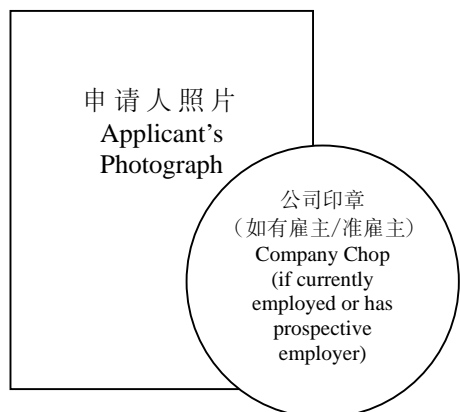 申请人照片
Applicant's
Photograph
公司印章
（如有雇主/准雇主）
Company Chop
(if currently
employed or has
prospective
employer)